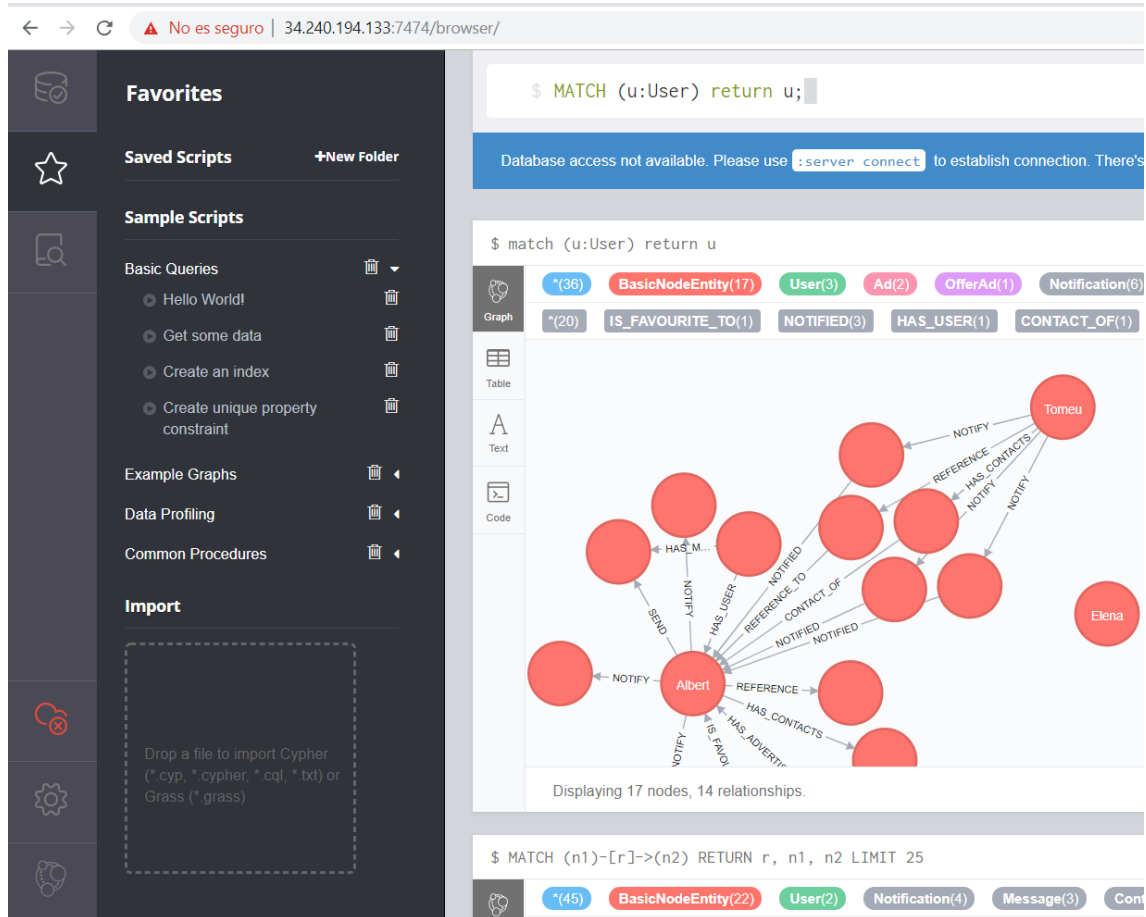 No es seguro | 34.240.194.133:7474/browser/
Favorites
Saved Scripts +New Folder
Sample Scripts
Basic Queries
Hello World!
Get some data
Create an index
Create unique property
constraint
Example Graphs
Data Profiling
Common Procedures
Import
Drop a file to import Cypher
(*.cyp, *.cypher, *.cql, *.txt) or
Grass (*.grass)
$ MATCH (u:User) return u;
Database access not available. Please use :server connect to establish connection. There's
$ match (u:User) return u
*(36) BasicNodeEntity(17) User(3) Ad(2) OfferAd(1) Notification(6)
*(20) IS_FAVOURITE_TO(1) NOTIFIED(3) HAS_USER(1) CONTACT_OF(1)
Graph
Table
Text
Code
Tomeu
NOTIFY
REFERENCE
HAS_CONTACTS
NOTIFY
NOTIFY
HAS_M...
NOTIFIED
NOTIFY
HAS_USER
REFERENCE_TO
CONTACT_OF
SEND
NOTIFIED
NOTIFIED
Elena
NOTIFY
Albert
REFERENCE
HAS_CONTACTS
HAS_ADVERTIS
IS_FAVOU
NOTIFY
Displaying 17 nodes, 14 relationships.
$ MATCH (n1)-[r]->(n2) RETURN r, n1, n2 LIMIT 25
*(45) BasicNodeEntity(22) User(2) Notification(4) Message(3) Con